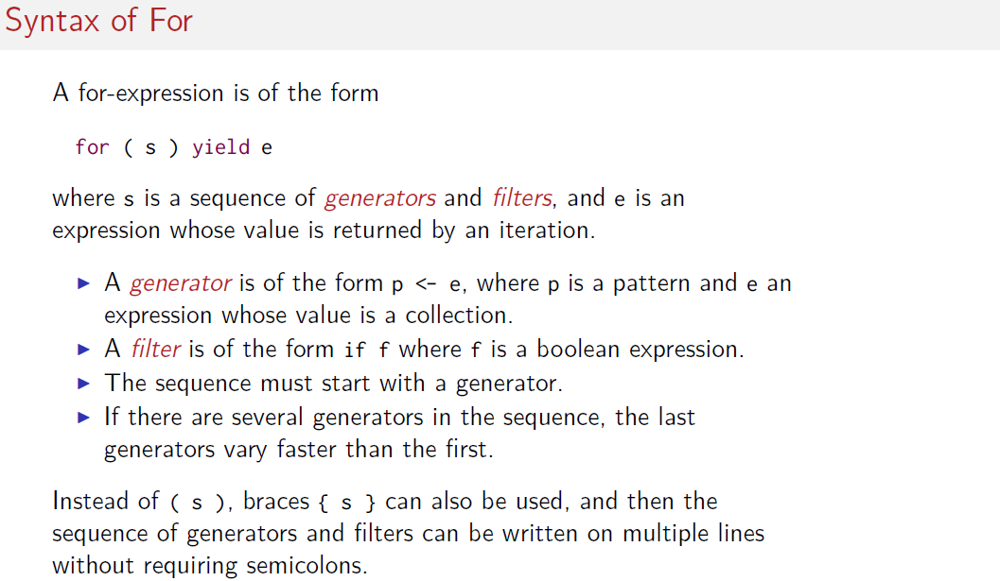 Syntax of For
A for-expression is of the form
for ( s ) yield e
where s is a sequence of generators and filters, and e is an
expression whose value is returned by an iteration.
▶ A generator is of the form p <- e, where p is a pattern and e an
expression whose value is a collection.
▶ A filter is of the form if f where f is a boolean expression.
▶ The sequence must start with a generator.
▶ If there are several generators in the sequence, the last
generators vary faster than the first.
Instead of ( s ), braces { s } can also be used, and then the
sequence of generators and filters can be written on multiple lines
without requiring semicolons.